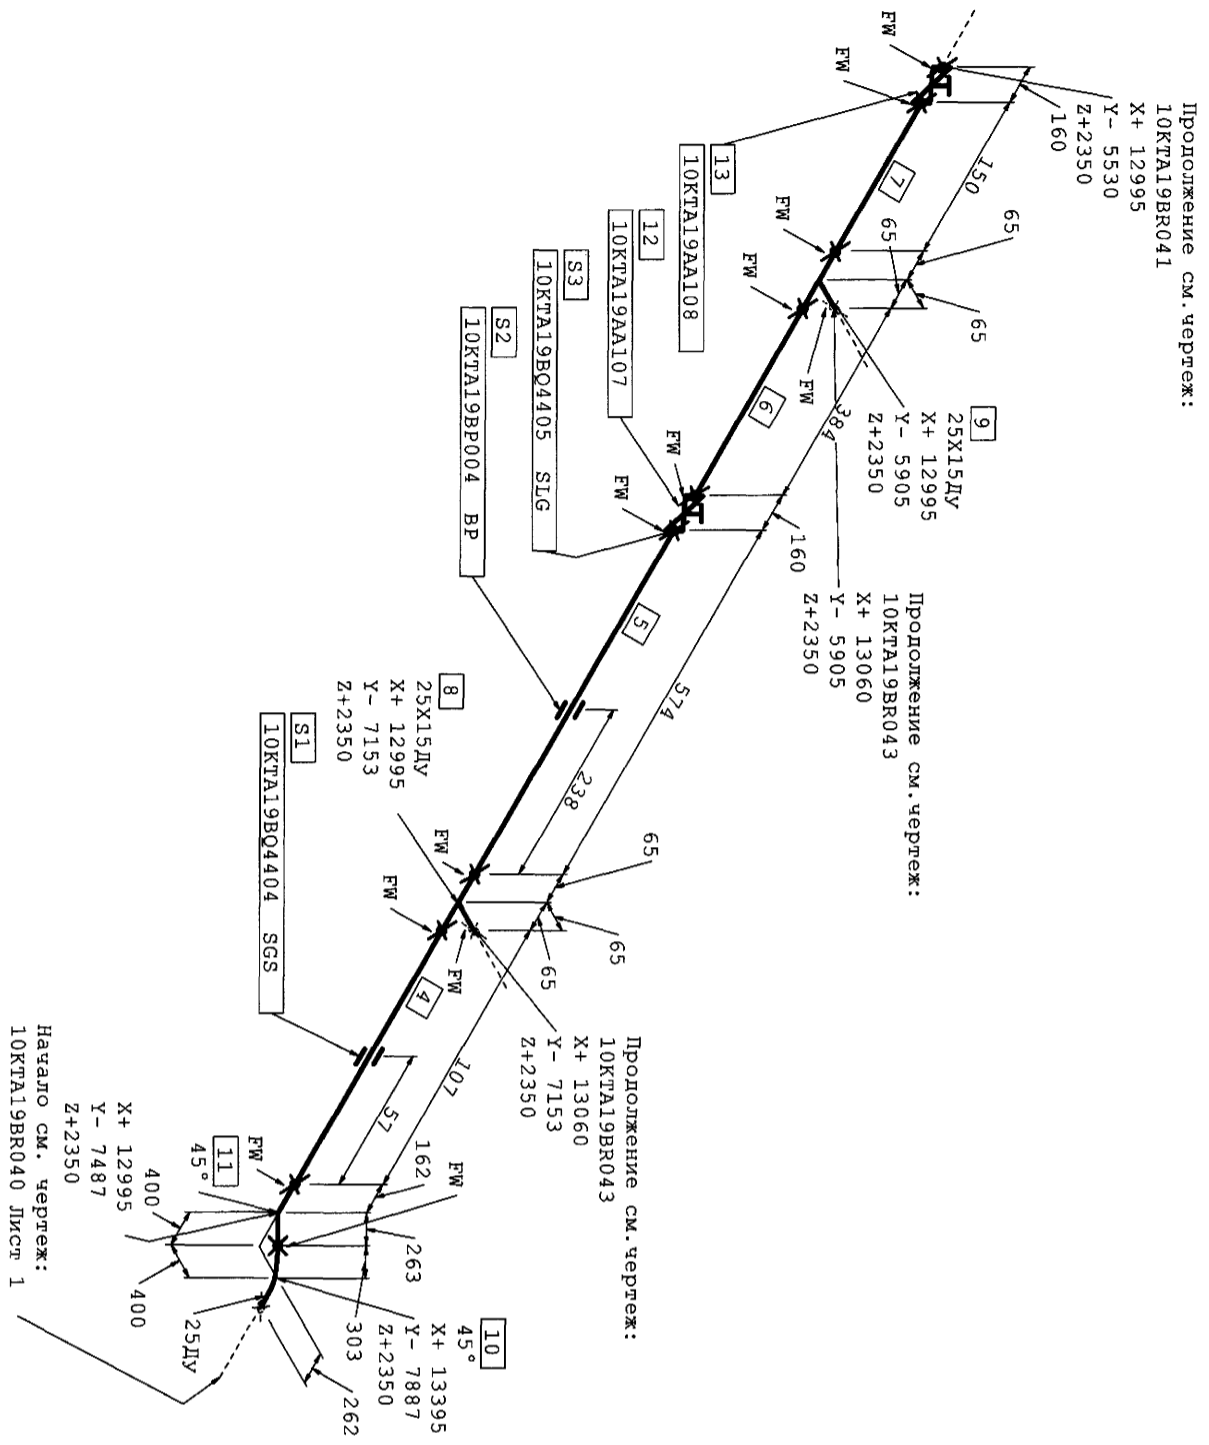 Продолжение см.чертеж:
10KTA19BR041
X+ 12995
Y- 5530
Z+2350
160
FW
FW
13
10KTA19AA108
7
150
65
65
65
FW
FW
FW
12
10KTA19AA107
S3
10KTA19BQ4405 SLG
S2
10KTA19BP004 BP
9
25X15ДУ
X+ 12995
Y- 5905
Z+2350
6
384
FW
FW
160
Продолжение см.чертеж:
10KTA19BR043
X+ 13060
Y- 5905
Z+2350
5
574
238
8
25X15ДУ
X+ 12995
Y- 7153
Z+2350
S1
10KTA19BQ4404 SGS
FW
FW
FW
65
65
65
4
Продолжение см.чертеж:
10KTA19BR043
X+ 13060
Y- 7153
Z+2350
107
57
162
FW
FW
11
45°
263
303
400
400
X+ 12995
Y- 7487
Z+2350
Начало см. чертеж:
10KTA19BR040 Лист 1
25ДУ
10
45°
X+ 13395
Y- 7887
Z+2350
262